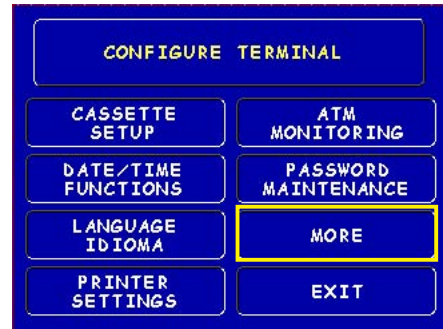 CONFIGURE TERMINAL
CASSETTE
SETUP
ATM
MONITORING
DATE/TIME
FUNCTIONS
PASSWORD
MAINTENANCE
LANGUAGE
IDIOMA
MORE
PRINTER
SETTINGS
EXIT